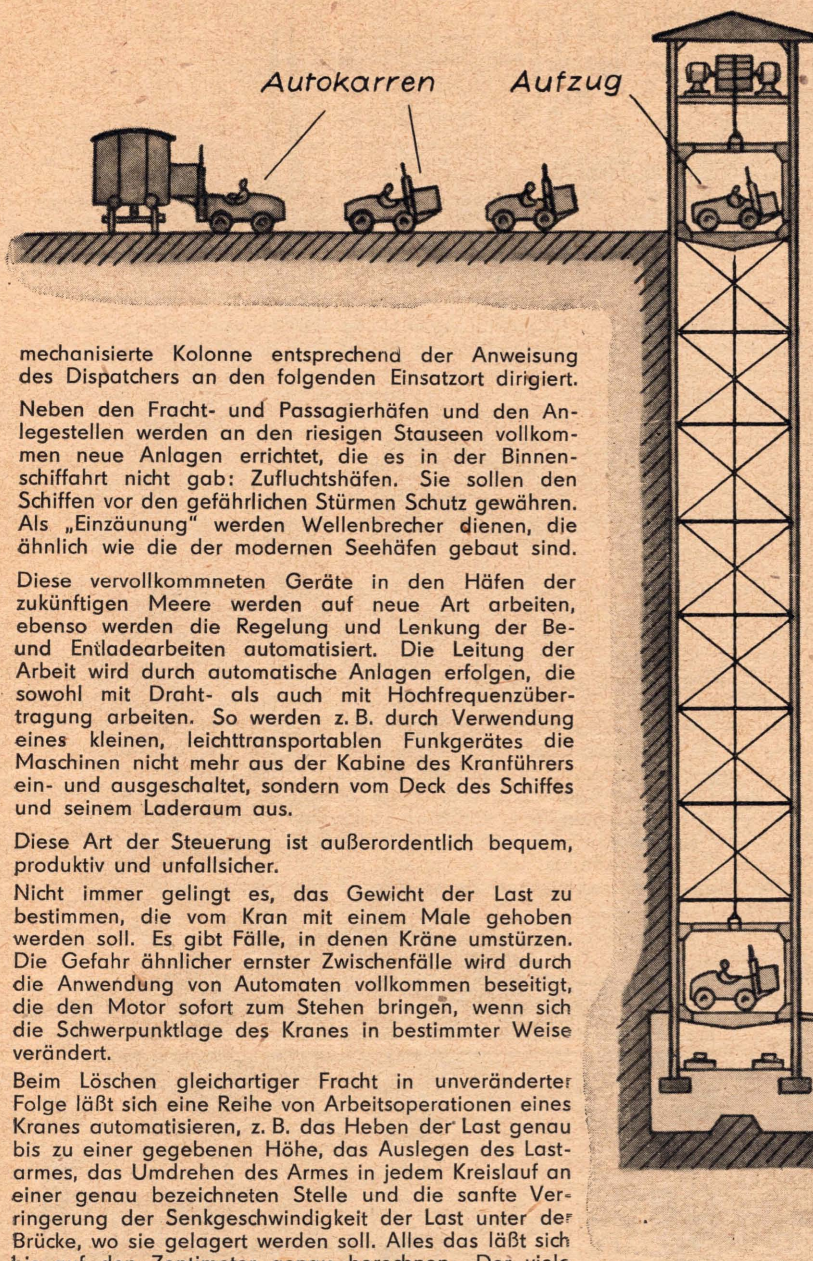 Autokarren Aufzug
mechanisierte Kolonne entsprechend der Anweisung
des Dispatchers an den folgenden Einsatzort dirigiert.
Neben den Fracht- und Passagierhäfen und den An-
legestellen werden an den riesigen Stauseen vollkom-
men neue Anlagen errichtet, die es in der Binnen-
schiffahrt nicht gab: Zufluchtshäfen. Sie sollen den
Schiffen vor den gefährlichen Stürmen Schutz gewähren.
Als „Einzäunung" werden Wellenbrecher dienen, die
ähnlich wie die der modernen Seehäfen gebaut sind.
Diese vervollkommneten Geräte in den Häfen der
zukünftigen Meere werden auf neue Art arbeiten,
ebenso werden die Regelung und Lenkung der Be-
und Entladearbeiten automatisiert. Die Leitung der
Arbeit wird durch automatische Anlagen erfolgen, die
sowohl mit Draht- als auch mit Hochfrequenzüber-
tragung arbeiten. So werden z. B. durch Verwendung
eines kleinen, leichttransportablen Funkgerätes die
Maschinen nicht mehr aus der Kabine des Kranführers
ein- und ausgeschaltet, sondern vom Deck des Schiffes
und seinem Laderaum aus.
Diese Art der Steuerung ist außerordentlich bequem,
produktiv und unfallsicher.
Nicht immer gelingt es, das Gewicht der Last zu
bestimmen, die vom Kran mit einem Male gehoben
werden soll. Es gibt Fälle, in denen Kräne umstürzen.
Die Gefahr ähnlicher ernster Zwischenfälle wird durch
die Anwendung von Automaten vollkommen beseitigt,
die den Motor sofort zum Stehen bringen, wenn sich
die Schwerpunktlage des Kranes in bestimmter Weise
verändert.
Beim Löschen gleichartiger Fracht in unveränderter
Folge läßt sich eine Reihe von Arbeitsoperationen eines
Kranes automatisieren, z. B. das Heben der Last genau
bis zu einer gegebenen Höhe, das Auslegen des Last-
armes, das Umdrehen des Armes in jedem Kreislauf an
einer genau bezeichneten Stelle und die sanfte Ver-
ringerung der Senkgeschwindigkeit der Last unter der
Brücke, wo sie gelagert werden soll. Alles das läßt sich